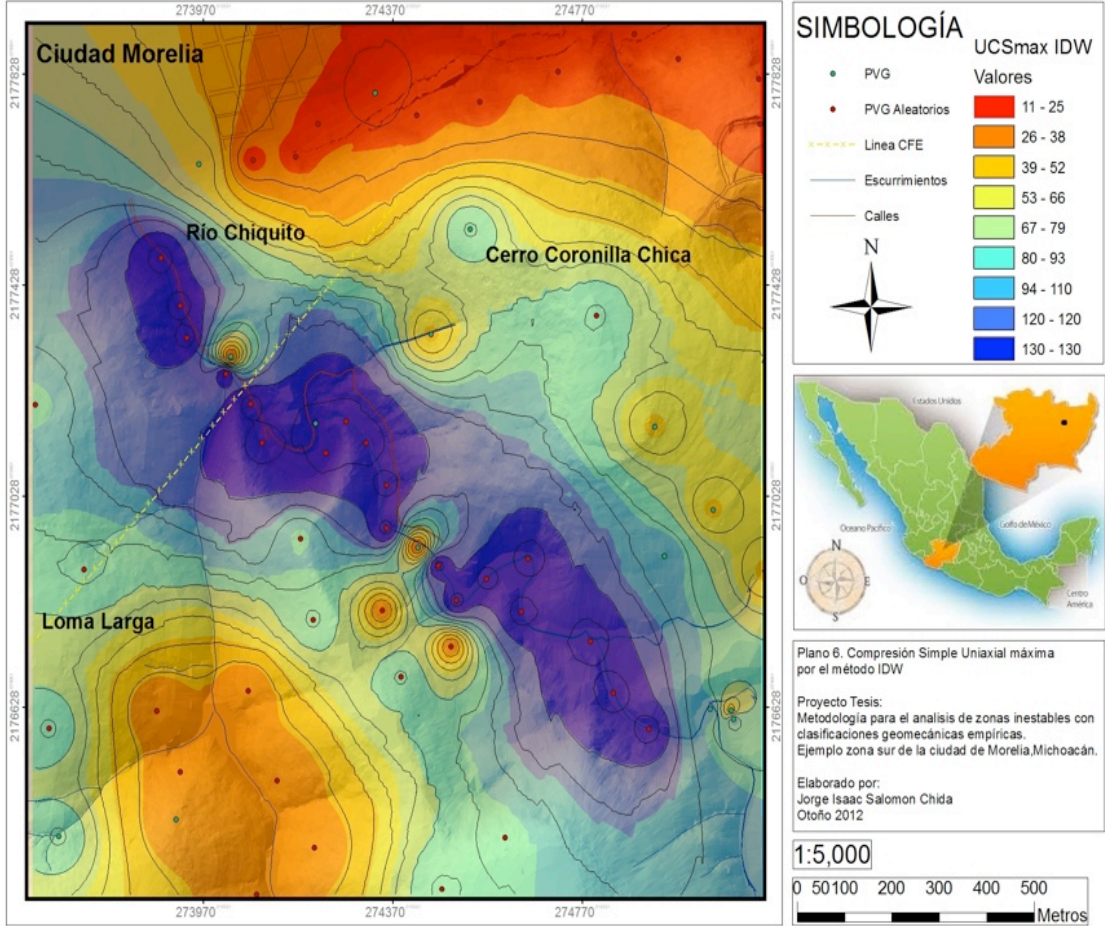 273970
274370
274770
2177828
2177428
2177028
2176628
Ciudad Morelia
Rio Chiquito
Cerro Coronilla Chica
Loma Larga
2177828
2177428
2177028
2176628
273970
274370
274770
SIMBOLOGÍA
PVG
PVG Aleatorios
Linea CFE
Escurrimientos
Calles
N
UCSmax IDW
Valores
11 - 25
26 - 38
39 - 52
53 - 66
67 - 79
80 - 93
94 - 110
120 - 120
130 - 130
Estados Unidos
Oceano Pacífico
Golfo de México
Centro
América
N
O
E
S
Plano 6. Compresión Simple Uniaxial máxima
por el método IDW
Proyecto Tesis:
Metodología para el analisis de zonas inestables con
clasificaciones geomecánicas empíricas.
Ejemplo zona sur de la ciudad de Morelia,Michoacán.
Elaborado por:
Jorge Isaac Salomon Chida
Otoño 2012
1:5,000
0 50100 200 300 400 500
Metros